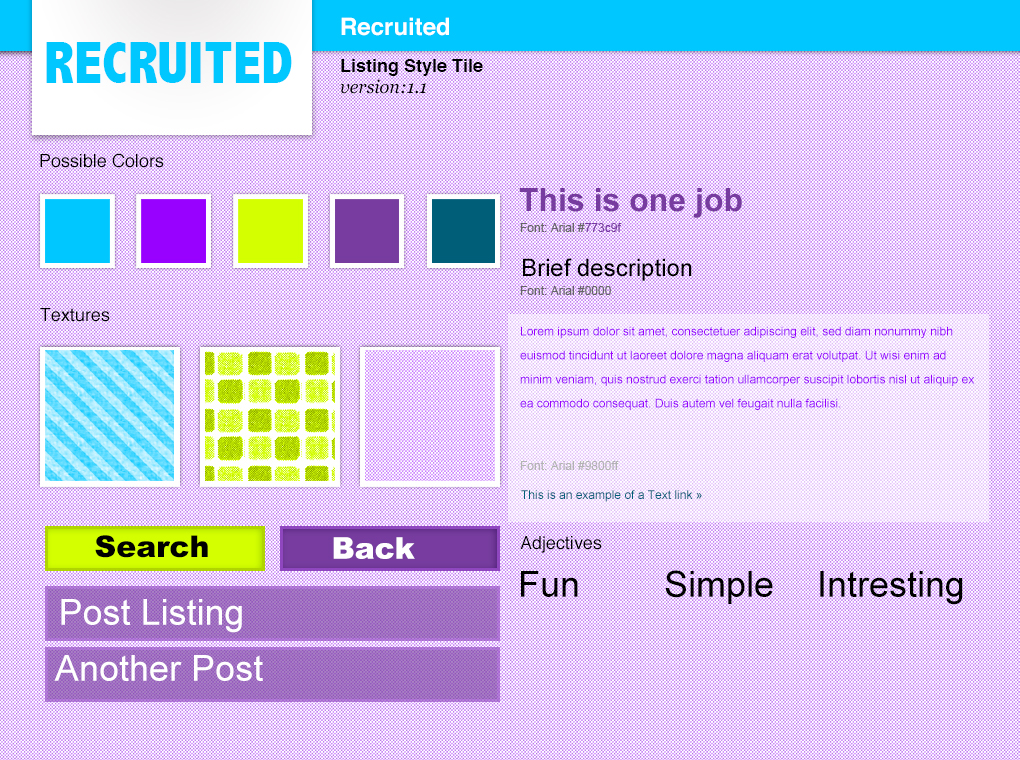 RECRUITED
Recruited
Listing Style Tile
version:1.1
Possible Colors
This is one job
Font: Arial #773c9f
Brief description
Font: Arial #0000
Textures
Lorem ipsum dolor sit amet, consectetuer adipiscing elit, sed diam nonummy nibh
euismod tincidunt ut laoreet dolore magna aliquam erat volutpat. Ut wisi enim ad
minim veniam, quis nostrud exerci tation ullamcorper suscipit lobortis nisl ut aliquip ex
ea commodo consequat. Duis autem vel feugait nulla facilisi.
Font: Arial #9800ff
This is an example of a Text link »
Search
Back
Post Listing
Another Post
Adjectives
Fun Simple Intresting